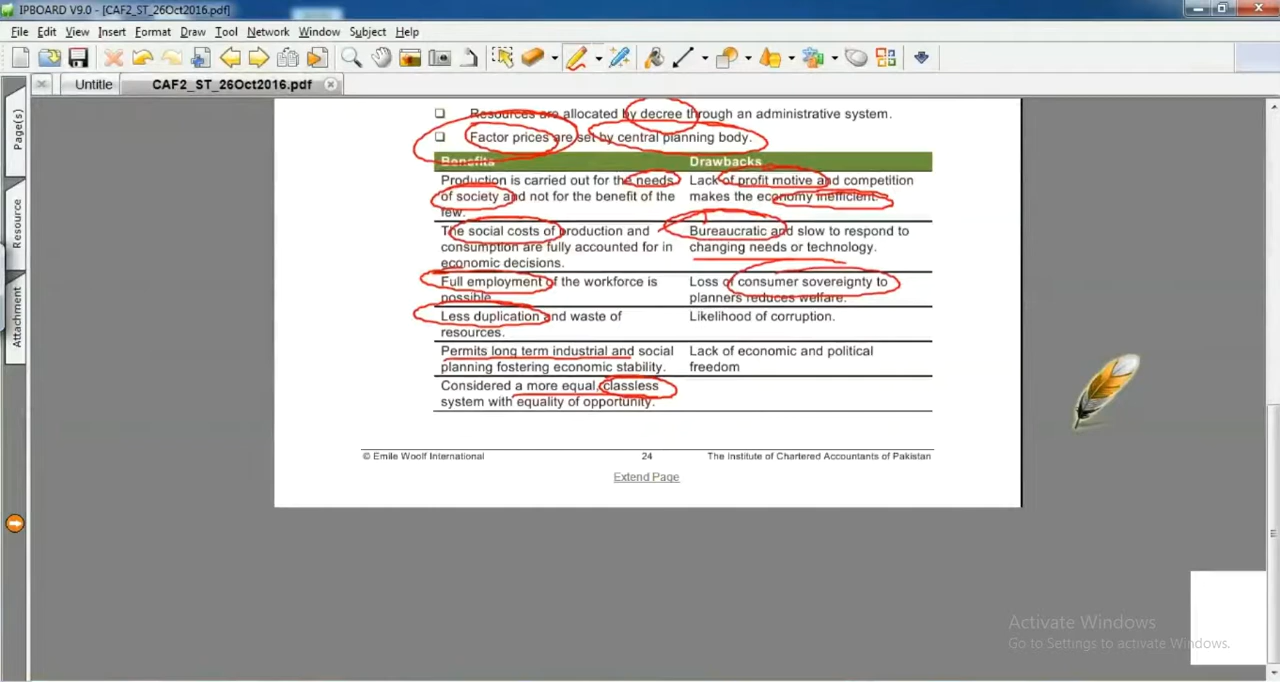 IPBOARD V9.0 - [CAF2_ST_26Oct2016.pdf]
File Edit View Insert Format Draw Tool Network Window Subject Help
Untitle CAF2_ST_26Oct2016.pdf
Page(s)
Resource
Attachment
❑ Resources are allocated by decree through an administrative system.
❑ Factor prices are set by central planning body.
Benefits Drawbacks
Production is carried out for the needs
of society and not for the benefit of the
few.
Lack of profit motive and competition
makes the economy inefficient.
The social costs of production and
consumption are fully accounted for in
economic decisions.
Bureaucratic and slow to respond to
changing needs or technology.
Full employment of the workforce is
possible
Loss of consumer sovereignty to
planners reduces welfare.
Less duplication and waste of
resources.
Likelihood of corruption.
Permits long term industrial and social
planning fostering economic stability.
Lack of economic and political
freedom
Considered a more equal, classless
system with equality of opportunity.
© Emile Woolf International 24 The Institute of Chartered Accountants of Pakistan
Extend Page
Activate Windows
Go to Settings to activate Windows.